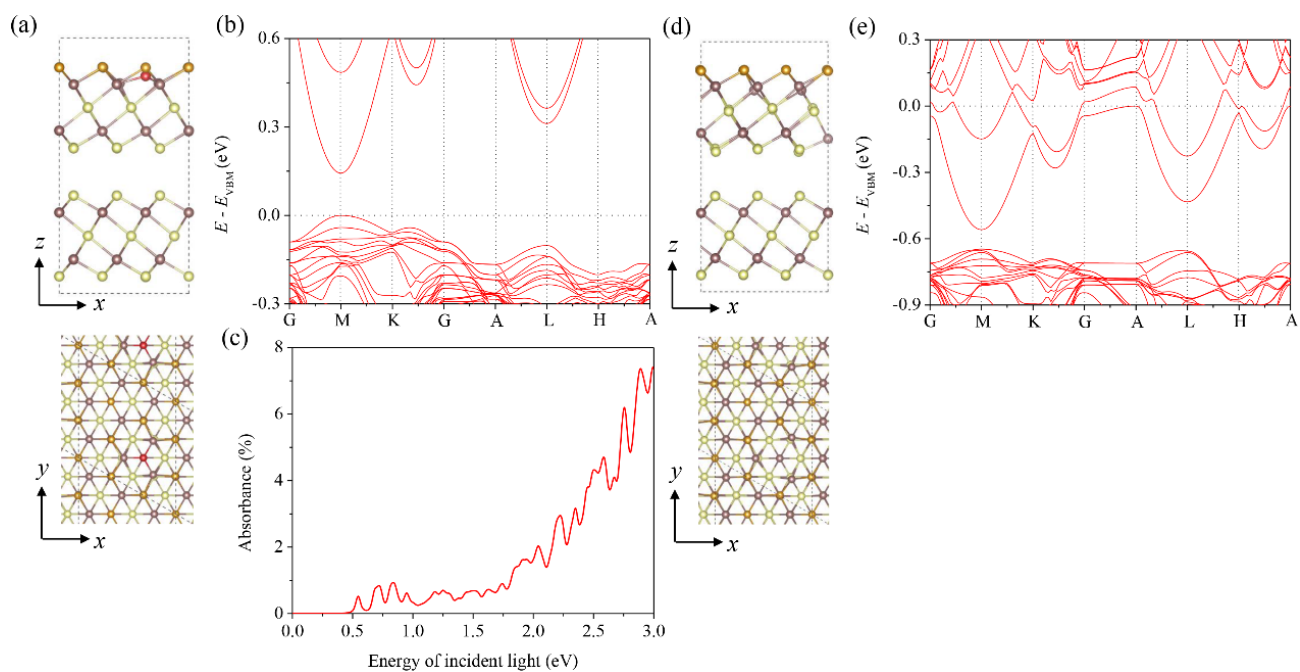 (a)
z
x
y
x
(b)
E - E_VBM (eV)
0.6
0.3
0.0
-0.3
G M K G A L H A
(c)
Absorbance (%)
8
6
4
2
0
0.0 0.5 1.0 1.5 2.0 2.5 3.0
Energy of incident light (eV)
(d)
z
x
y
x
(e)
E - E_VBM (eV)
0.3
0.0
-0.3
-0.6
-0.9
G M K G A L H A